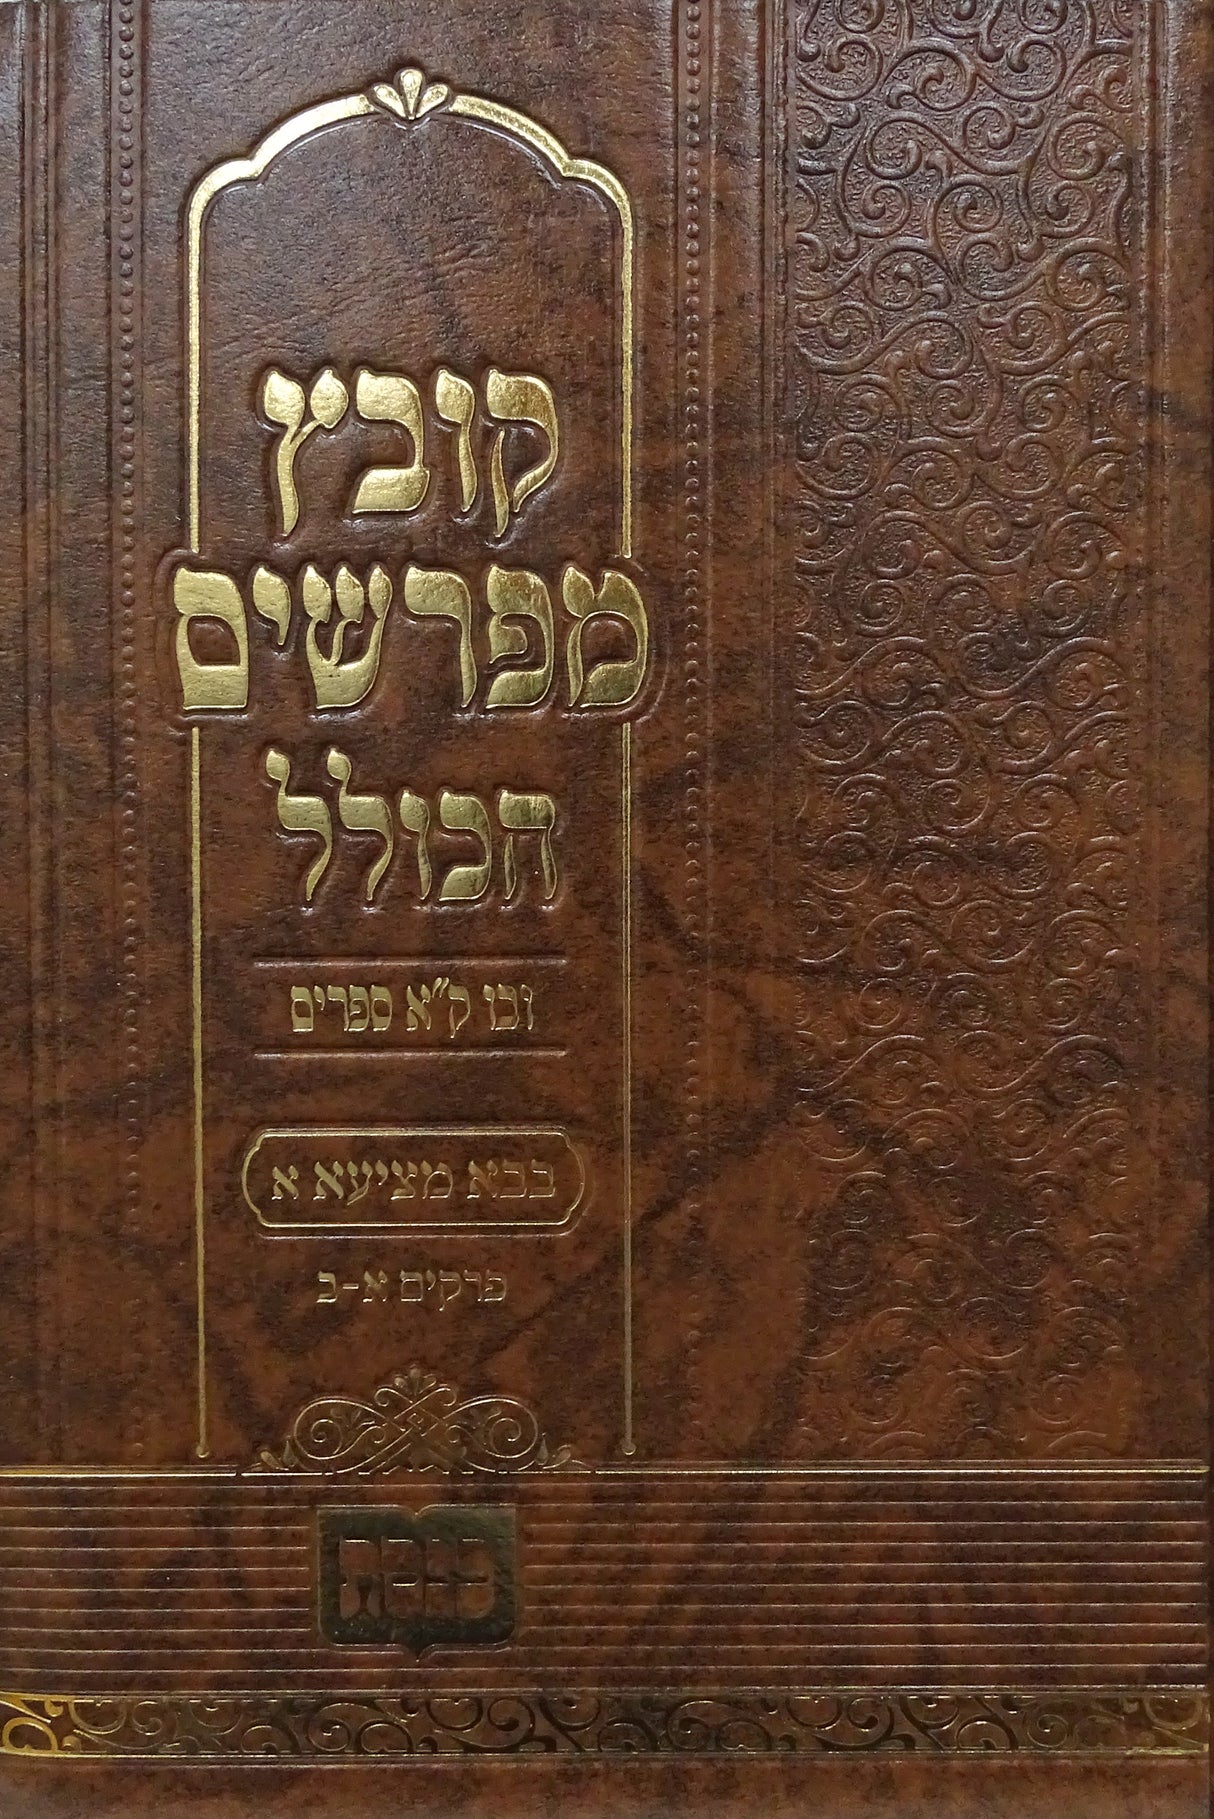 קובץ
מפרשים
הכולל
ובו ק"א ספרים
בבא מציעא א
פרקים א-ב